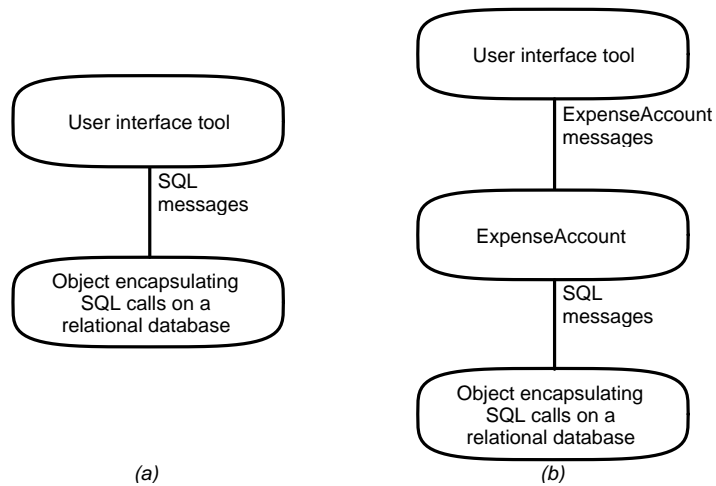 User interface tool
SQL
messages
Object encapsulating
SQL calls on a
relational database
(a)
User interface tool
ExpenseAccount
messages
ExpenseAccount
SQL
messages
Object encapsulating
SQL calls on a
relational database
(b)